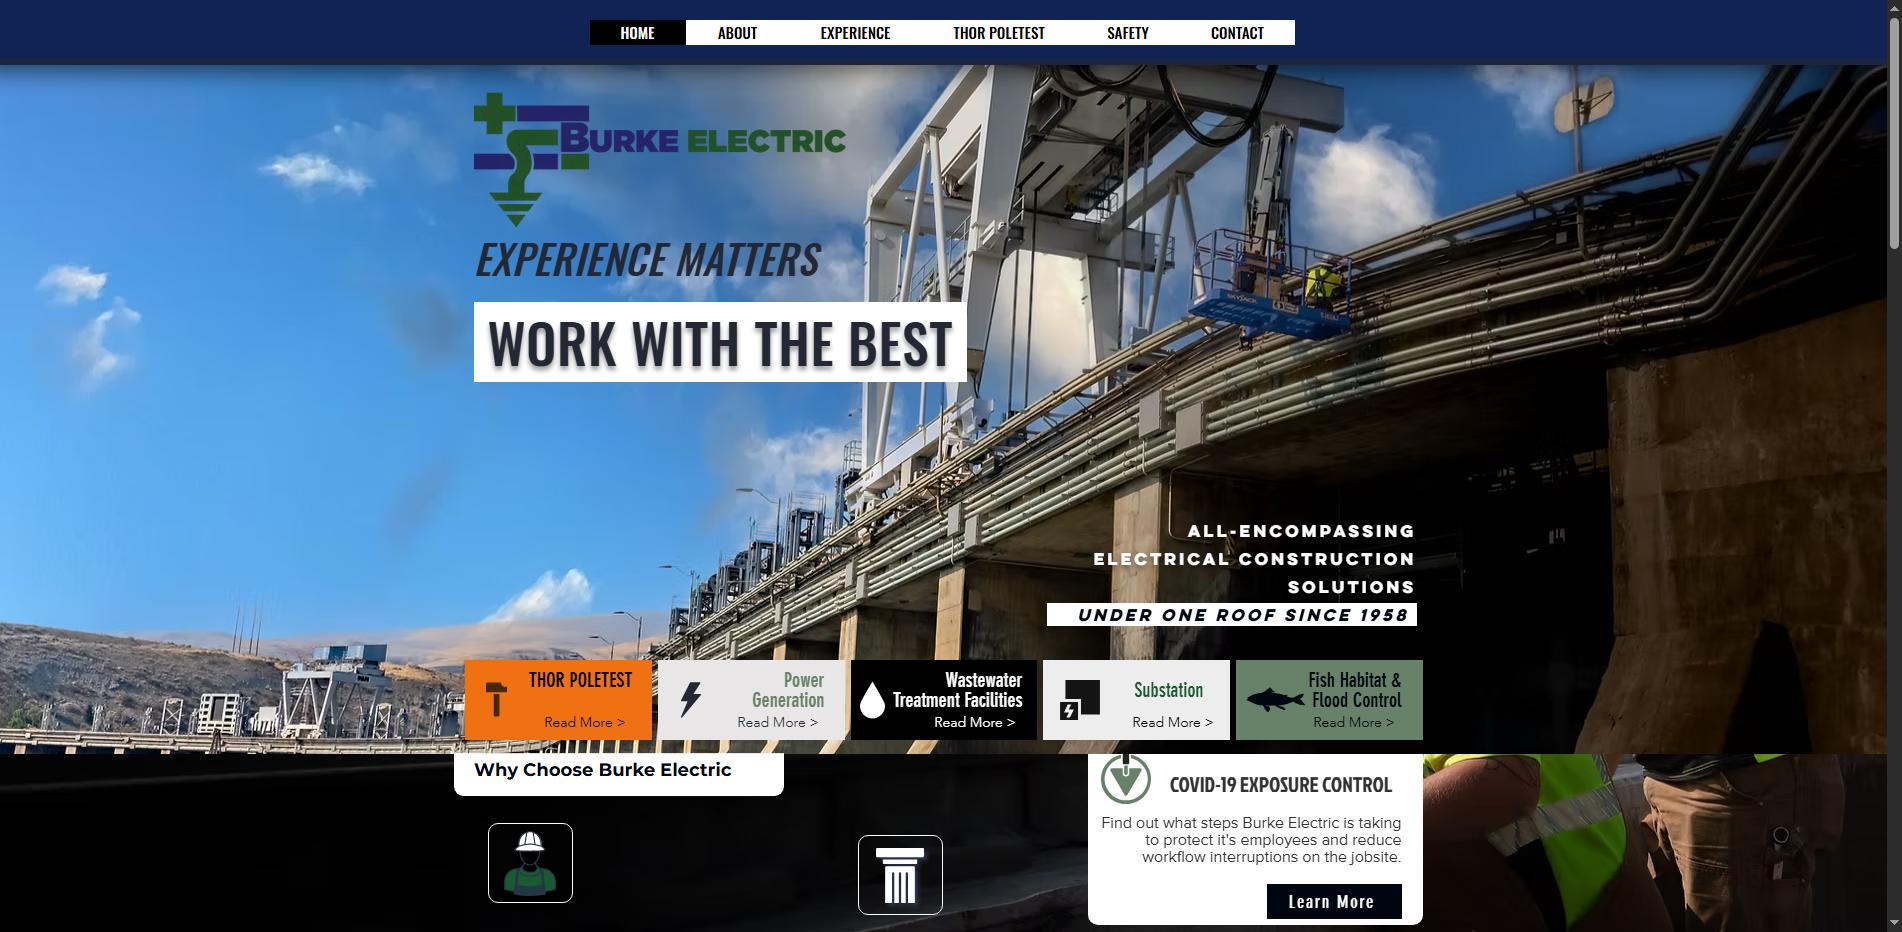 HOME
ABOUT
EXPERIENCE
THOR POLETEST
SAFETY
CONTACT
BURKE ELECTRIC
EXPERIENCE MATTERS
WORK WITH THE BEST
SKYJACK
ALL-ENCOMPASSING
ELECTRICAL CONSTRUCTION
SOLUTIONS
UNDER ONE ROOF SINCE 1958
THOR POLETEST
Read More >
Power
Generation
Read More >
Wastewater
Treatment Facilities
Read More >
Substation
Read More >
Fish Habitat &
Flood Control
Read More >
Why Choose Burke Electric
COVID-19 EXPOSURE CONTROL
Find out what steps Burke Electric is taking
to protect it's employees and reduce
workflow interruptions on the jobsite.
Learn More